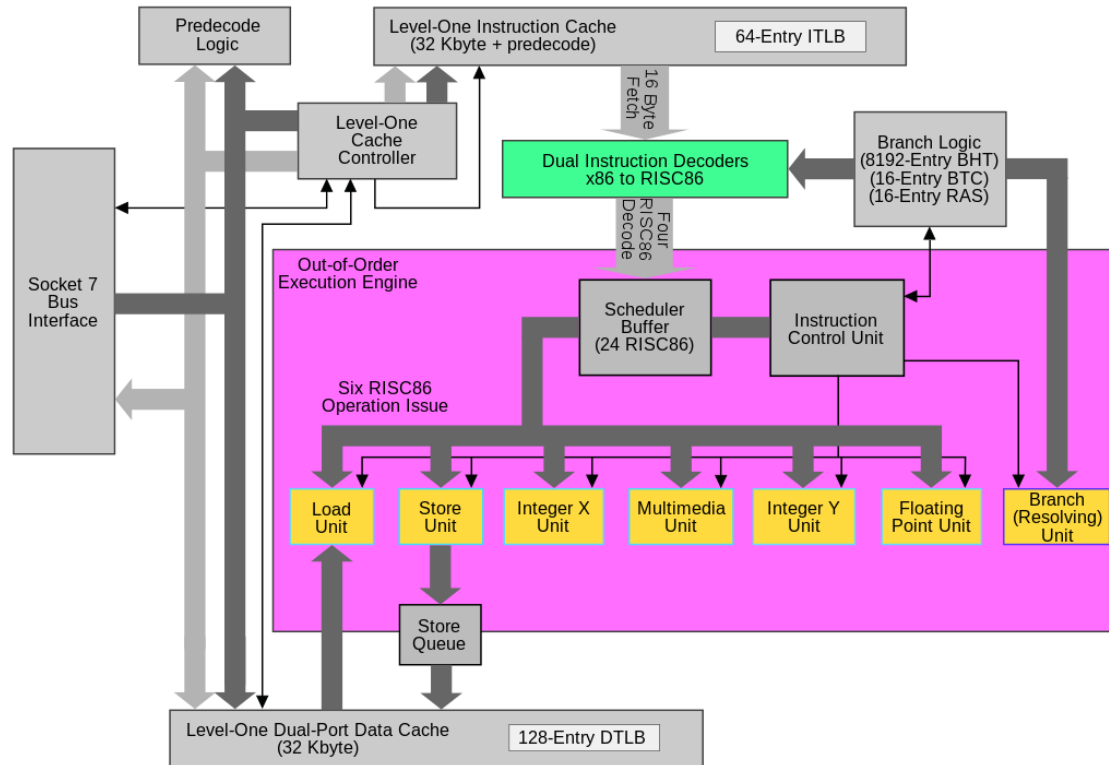 Predecode
Logic
Level-One Instruction Cache
(32 Kbyte + predecode)
64-Entry ITLB
16 Byte
Fetch
Level-One
Cache
Controller
Dual Instruction Decoders
x86 to RISC86
Branch Logic
(8192-Entry BHT)
(16-Entry BTC)
(16-Entry RAS)
Four
RISC86
Decode
Socket 7
Bus
Interface
Out-of-Order
Execution Engine
Scheduler
Buffer
(24 RISC86)
Instruction
Control Unit
Six RISC86
Operation Issue
Load
Unit
Store
Unit
Integer X
Unit
Multimedia
Unit
Integer Y
Unit
Floating
Point Unit
Branch
(Resolving)
Unit
Store
Queue
Level-One Dual-Port Data Cache
(32 Kbyte)
128-Entry DTLB